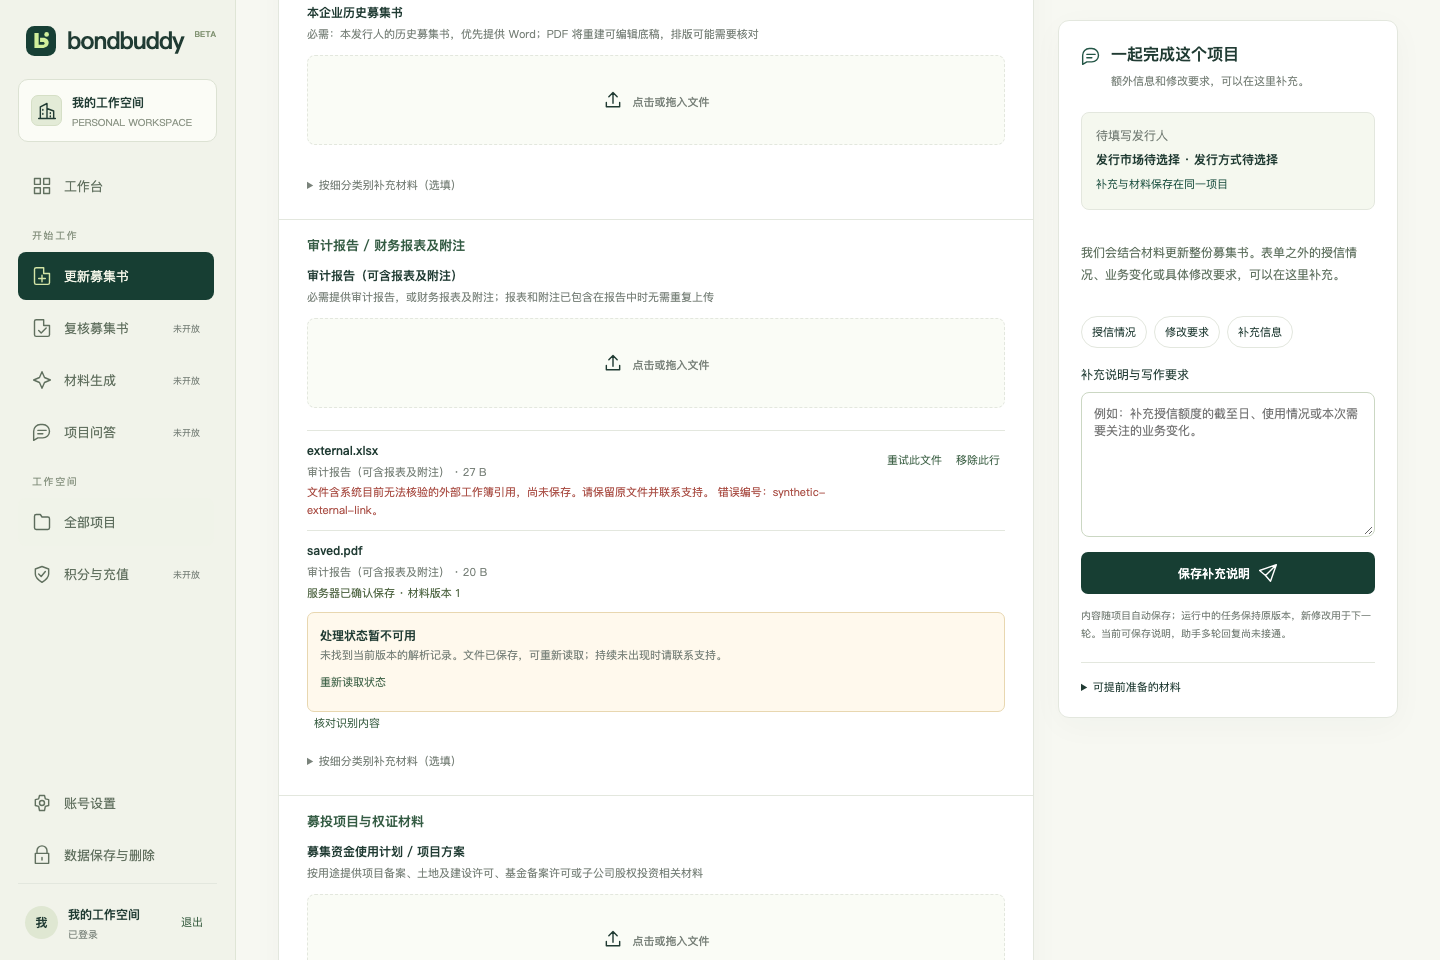 bondbuddy BETA
我的工作空间
PERSONAL WORKSPACE
工作台
开始工作
更新募集书
复核募集书 未开放
材料生成 未开放
项目问答 未开放
工作空间
全部项目
积分与充值 未开放
账号设置
数据保存与删除
我 我的工作空间
已登录
退出
本企业历史募集书
必需：本发行人的历史募集书，优先提供 Word；PDF 将重建可编辑底稿，排版可能需要核对
点击或拖入文件
▶ 按细分类别补充材料（选填）
审计报告 / 财务报表及附注
审计报告（可含报表及附注）
必需提供审计报告，或财务报表及附注；报表和附注已包含在报告中时无需重复上传
点击或拖入文件
external.xlsx
审计报告（可含报表及附注） · 27 B
文件含系统目前无法核验的外部工作簿引用，尚未保存。请保留原文件并联系支持。 错误编号：synthetic-
external-link。
重试此文件 移除此行
saved.pdf
审计报告（可含报表及附注） · 20 B
服务器已确认保存 · 材料版本 1
处理状态暂不可用
未找到当前版本的解析记录。文件已保存，可重新读取；持续未出现时请联系支持。
重新读取状态
核对识别内容
▶ 按细分类别补充材料（选填）
募投项目与权证材料
募集资金使用计划 / 项目方案
按用途提供项目备案、土地及建设许可、基金备案许可或子公司股权投资相关材料
点击或拖入文件
一起完成这个项目
额外信息和修改要求，可以在这里补充。
待填写发行人
发行市场待选择 · 发行方式待选择
补充与材料保存在同一项目
我们会结合材料更新整份募集书。表单之外的授信情
况、业务变化或具体修改要求，可以在这里补充。
授信情况 修改要求 补充信息
补充说明与写作要求
例如：补充授信额度的截至日、使用情况或本次需
要关注的业务变化。
保存补充说明
内容随项目自动保存；运行中的任务保持原版本，新修改用于下一
轮。当前可保存说明，助手多轮回复尚未接通。
▶ 可提前准备的材料